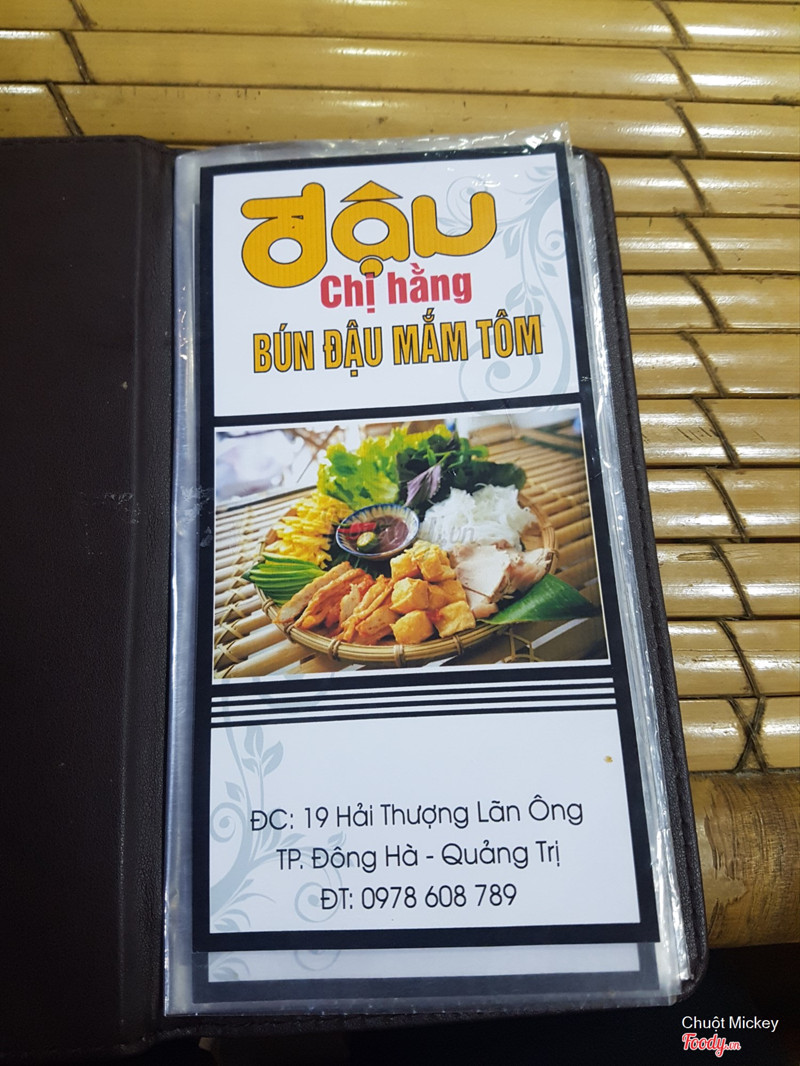 Đậu
Chị hằng
BÚN ĐẬU MẮM TÔM
ĐC: 19 Hải Thượng Lãn Ông
TP. Đông Hà - Quảng Trị
ĐT: 0978 608 789
Chuột Mickey
Foody.vn